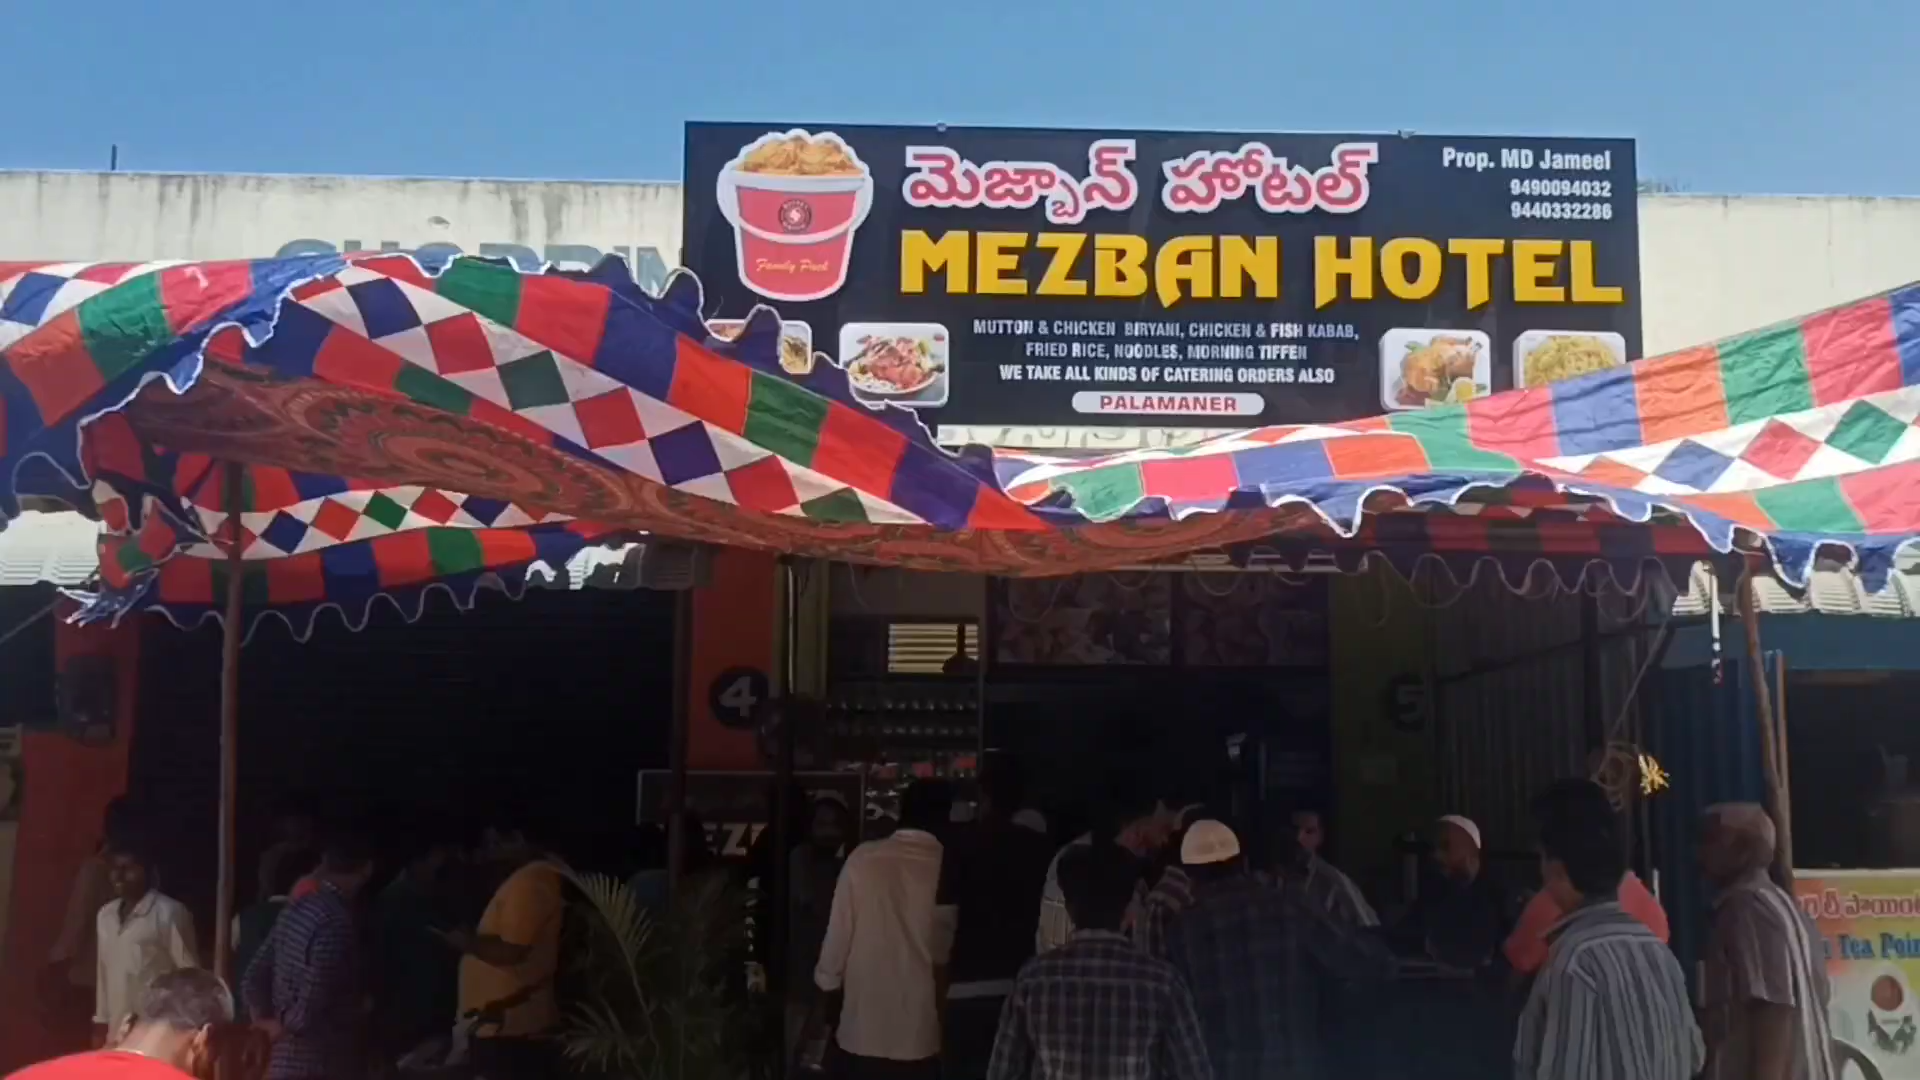 మెజ్బాన్ హోటల్
Prop. MD Jameel
9490094032
9440332286
MEZBAN HOTEL
Family Pack
MUTTON & CHICKEN BIRYANI, CHICKEN & FISH KABAB,
FRIED RICE, NOODLES, MORNING TIFFEN
WE TAKE ALL KINDS OF CATERING ORDERS ALSO
PALAMANER
4
5
Tea Poin